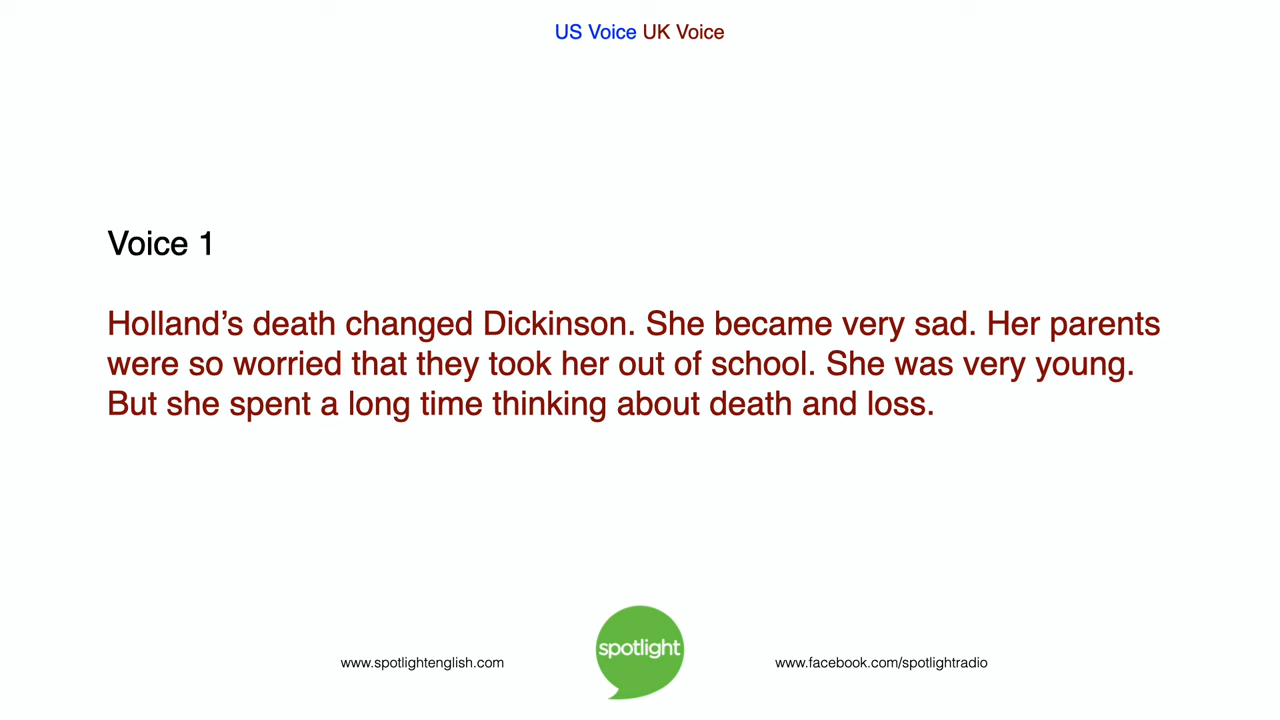 US Voice UK Voice
Voice 1
Holland’s death changed Dickinson. She became very sad. Her parents
were so worried that they took her out of school. She was very young.
But she spent a long time thinking about death and loss.
www.spotlightenglish.com
spotlight
www.facebook.com/spotlightradio